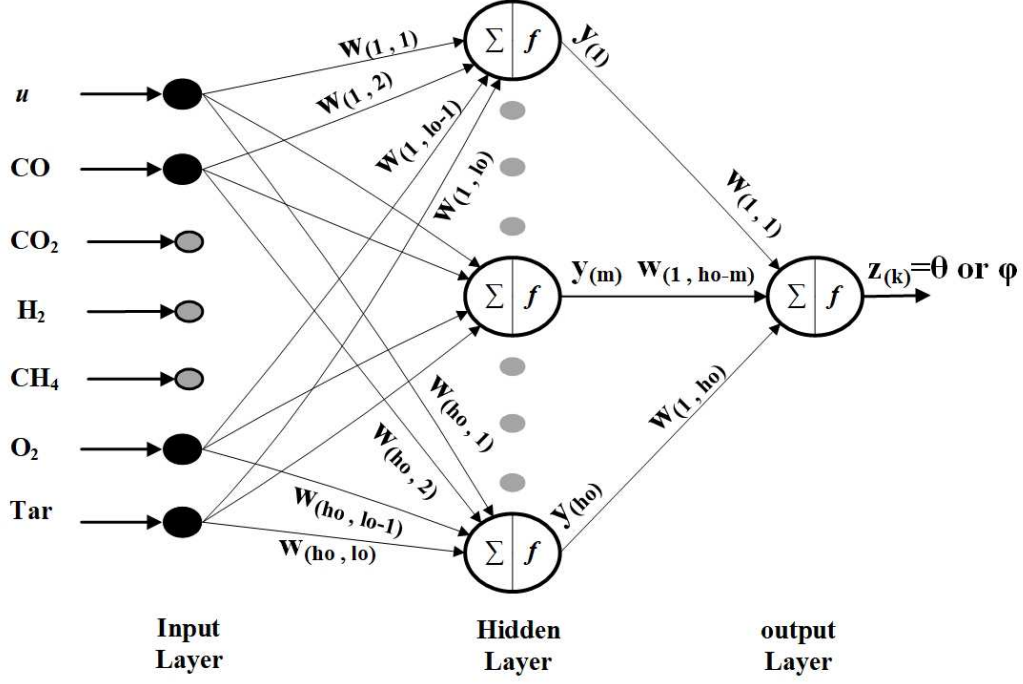 u
CO
CO₂
H₂
CH₄
O₂
Tar
w(1 , 1)
w(1 , 2)
w(1 , lo-1)
w(1 , lo)
w(ho , 1)
w(ho , 2)
w(ho , lo-1)
w(ho , lo)
∑ f
∑ f
∑ f
y(1)
y(m)
y(ho)
w(1 , 1)
w(1 , ho-m)
w(1 , ho)
∑ f
z(k)=θ or φ
Input
Layer
Hidden
Layer
output
Layer